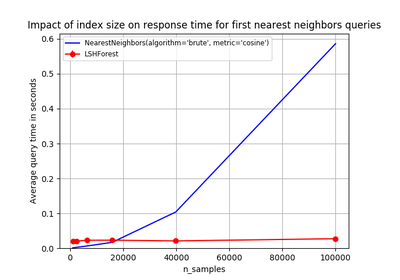 Impact of index size on response time for first nearest neighbors queries
NearestNeighbors(algorithm='brute', metric='cosine')
LSHForest
Average query time in seconds
0.6
0.5
0.4
0.3
0.2
0.1
0.0
0 20000 40000 60000 80000 100000
n_samples